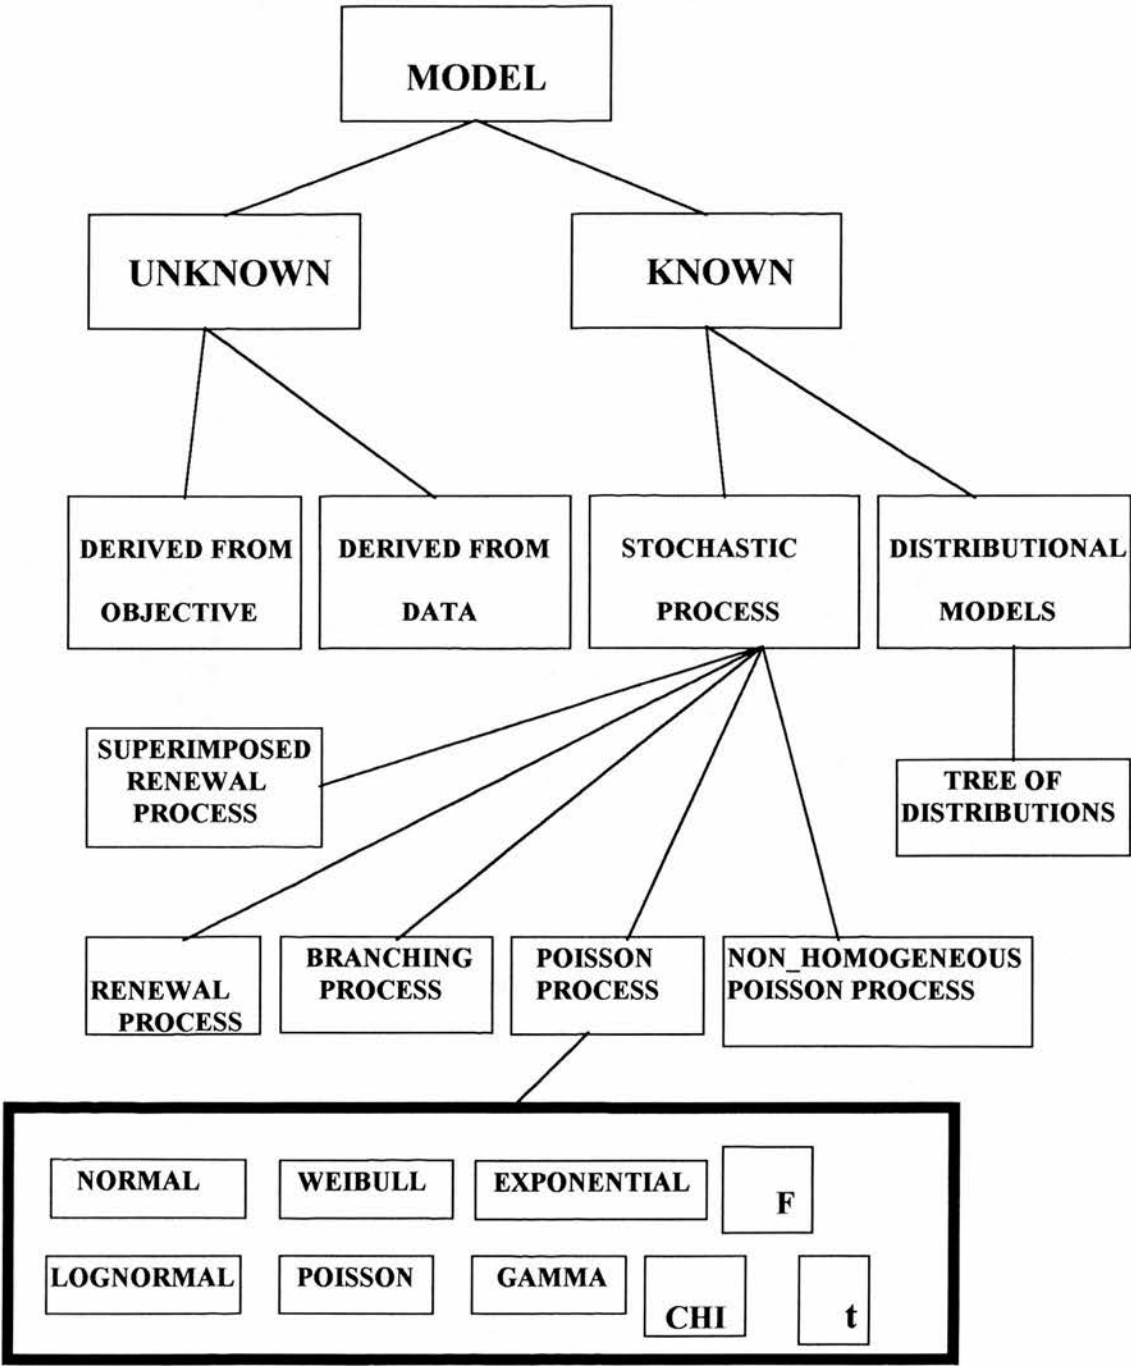 MODEL
UNKNOWN
KNOWN
DERIVED FROM
OBJECTIVE
DERIVED FROM
DATA
STOCHASTIC
PROCESS
DISTRIBUTIONAL
MODELS
SUPERIMPOSED
RENEWAL
PROCESS
TREE OF
DISTRIBUTIONS
RENEWAL
PROCESS
BRANCHING
PROCESS
POISSON
PROCESS
NON_HOMOGENEOUS
POISSON PROCESS
NORMAL
WEIBULL
EXPONENTIAL
F
LOGNORMAL
POISSON
GAMMA
CHI
t